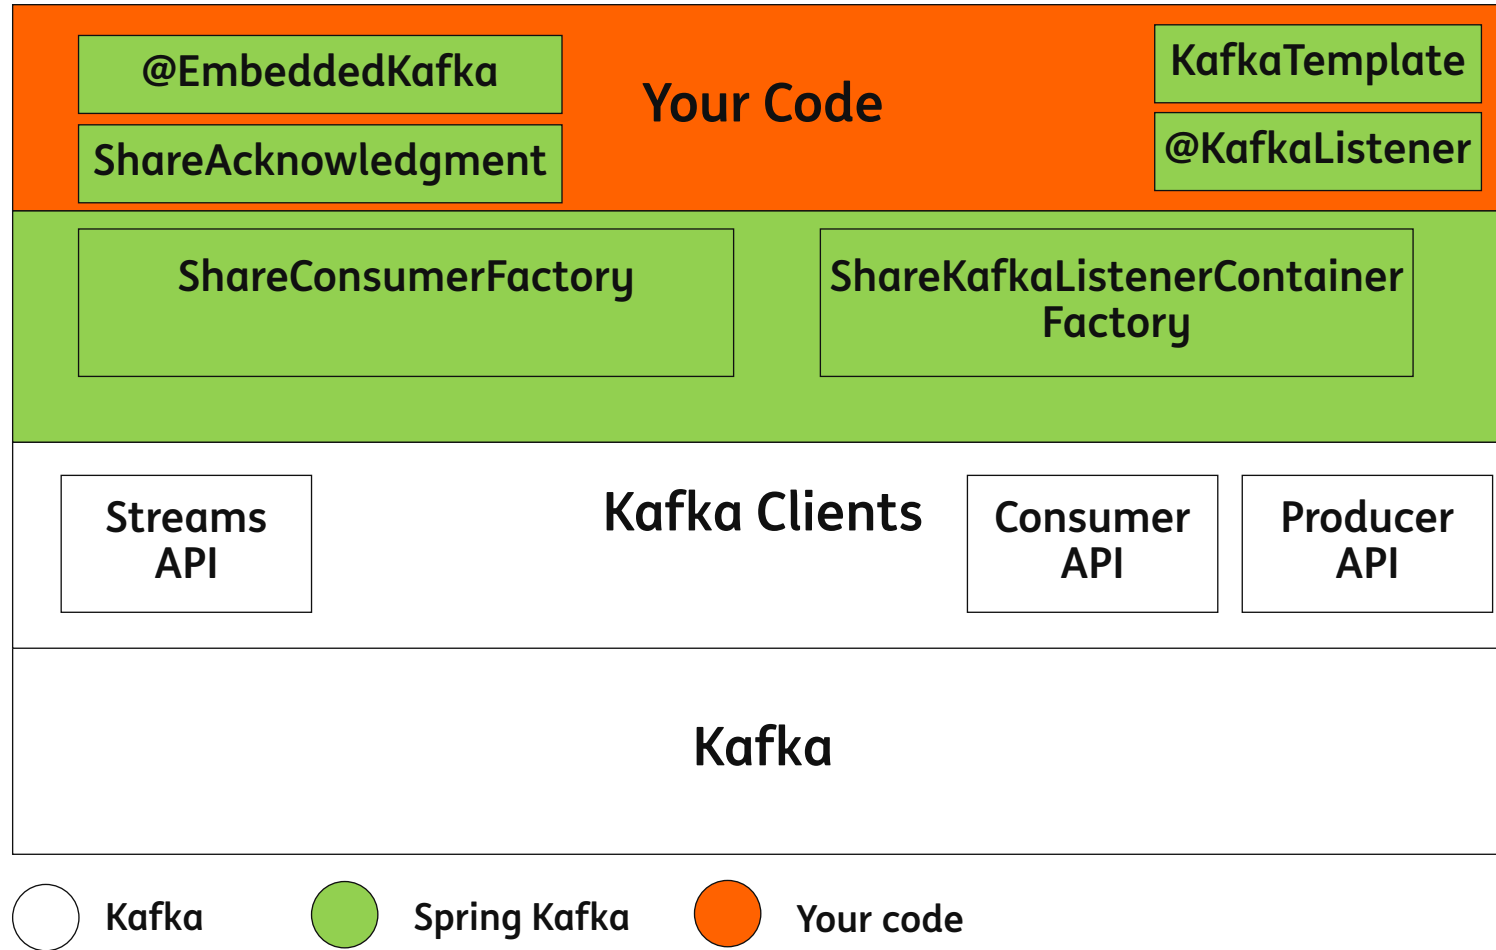 @EmbeddedKafka
ShareAcknowledgment
Your Code
KafkaTemplate
@KafkaListener
ShareConsumerFactory
ShareKafkaListenerContainer
Factory
Streams
API
Kafka Clients
Consumer
API
Producer
API
Kafka
Kafka
Spring Kafka
Your code